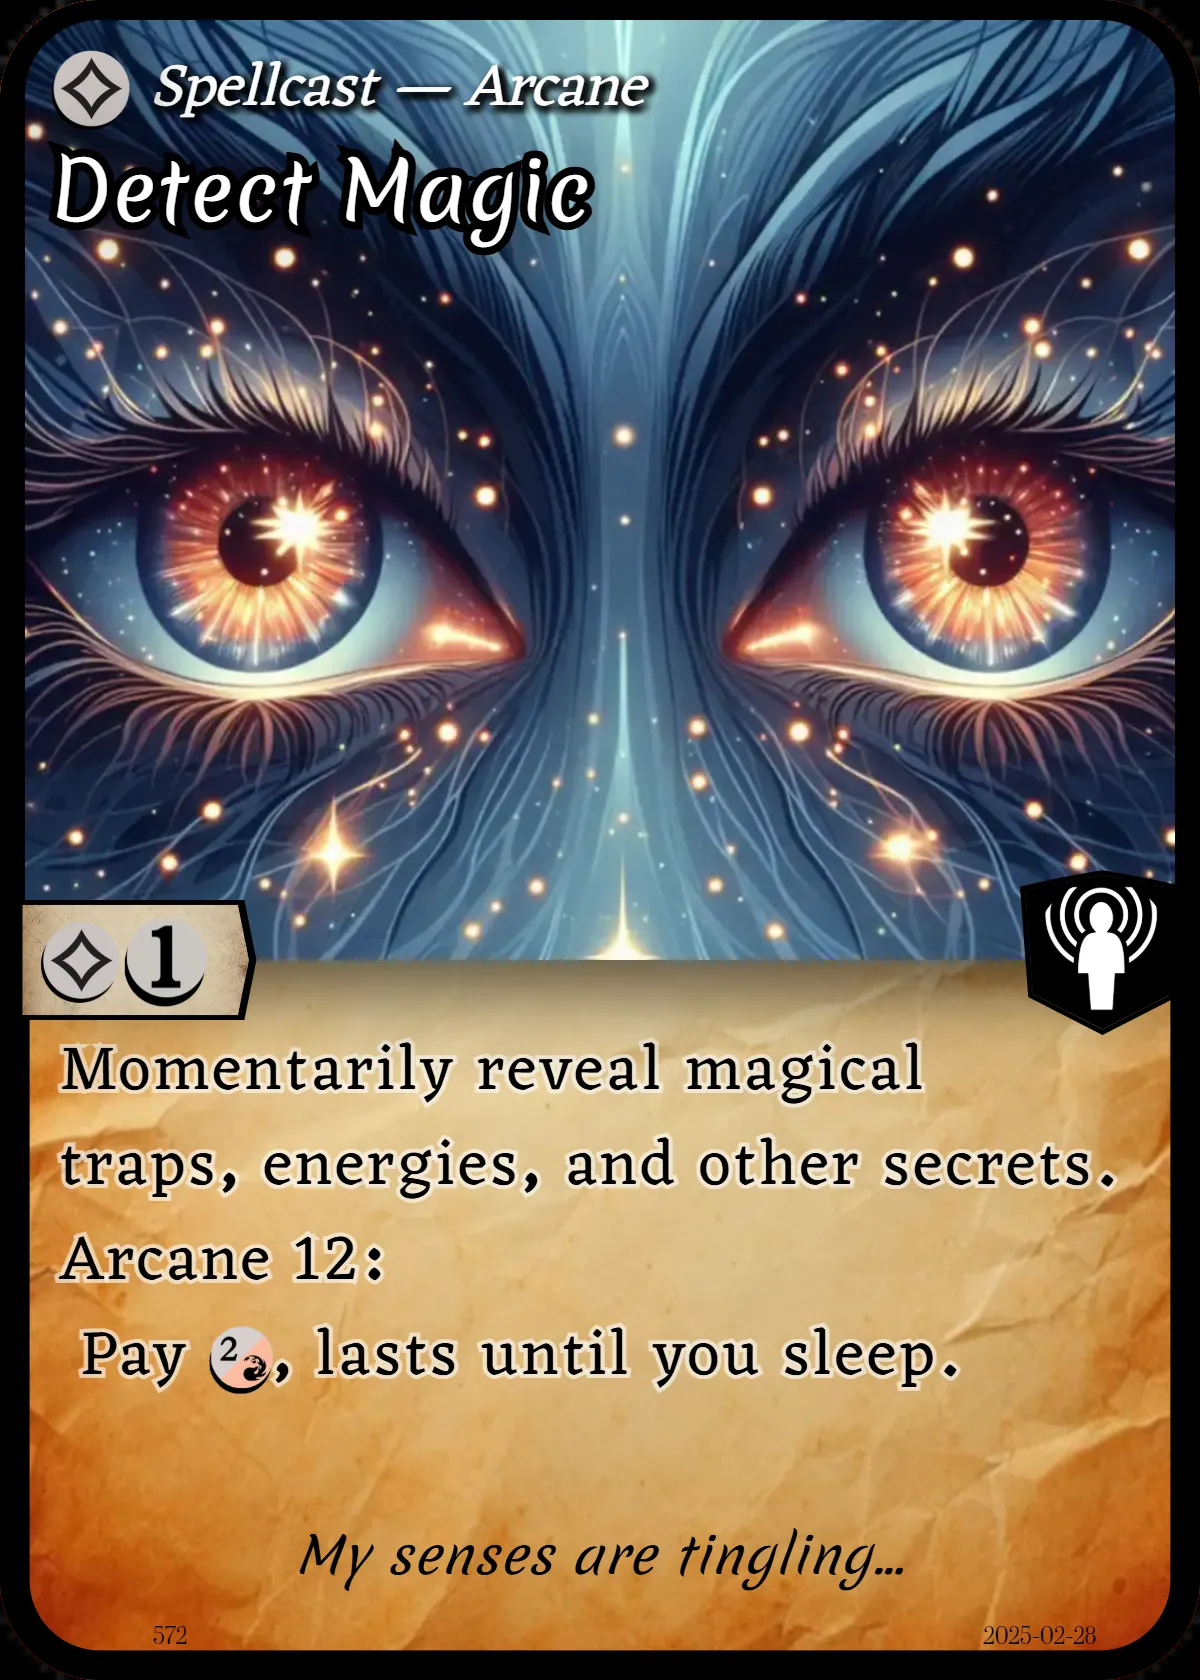 Spellcast — Arcane
Detect Magic
1
Momentarily reveal magical
traps, energies, and other secrets.
Arcane 12:
Pay 2, lasts until you sleep.
My senses are tingling...
572
2025-02-28